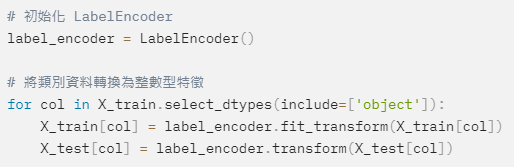 # 初始化 LabelEncoder
label_encoder = LabelEncoder()
# 將類別資料轉換為整數型特徵
for col in X_train.select_dtypes(include=['object']):
    X_train[col] = label_encoder.fit_transform(X_train[col])
    X_test[col] = label_encoder.transform(X_test[col])